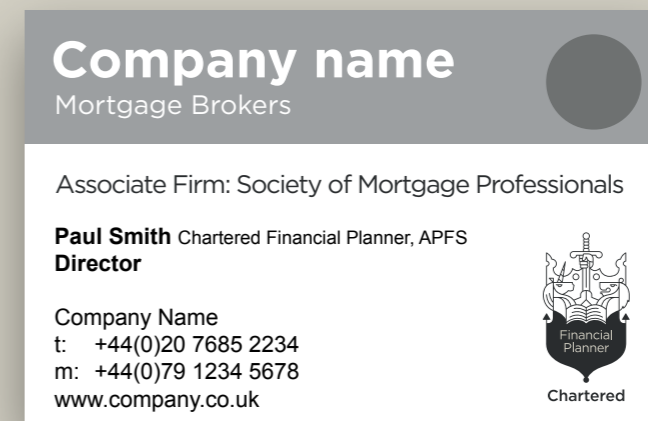 Company name
Mortgage Brokers
Associate Firm: Society of Mortgage Professionals
Paul Smith Chartered Financial Planner, APFS
Director
Company Name
t: +44(0)20 7685 2234
m: +44(0)79 1234 5678
www.company.co.uk
Financial
Planner
Chartered